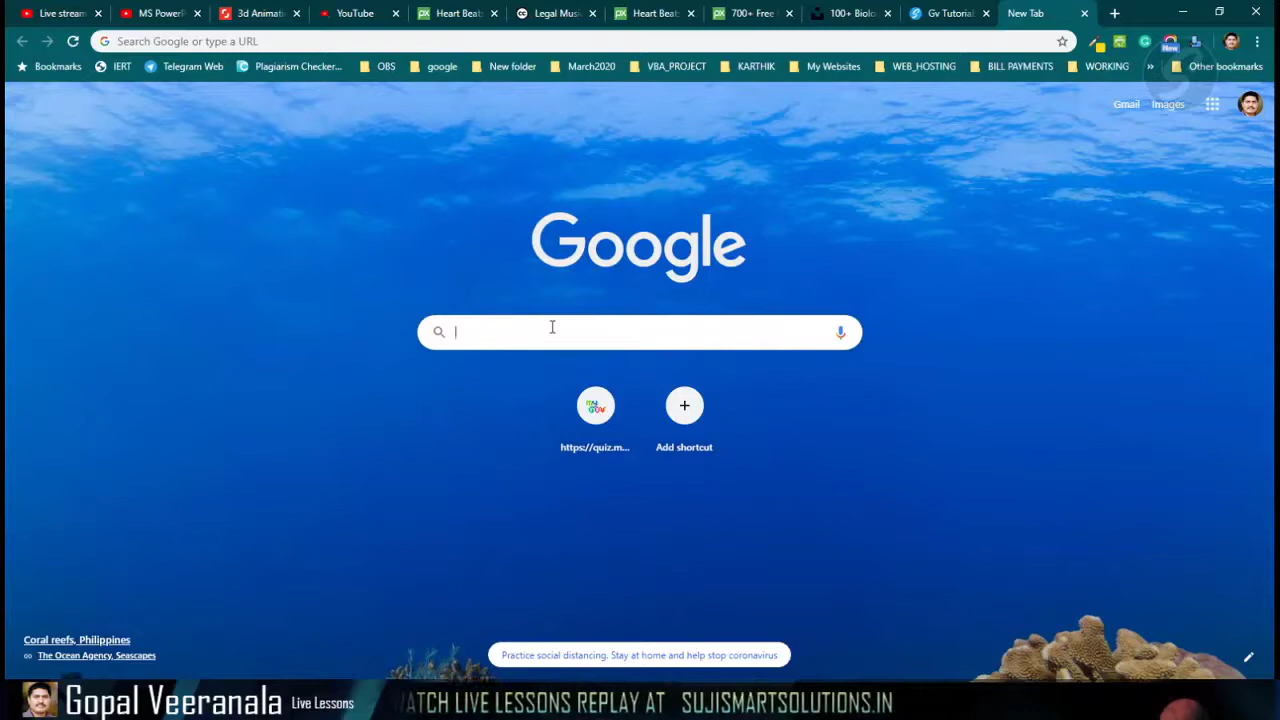 Live stream MS PowerP 3d Animati YouTube Heart Beats Legal Musi Heart Beat 700+ Free 100+ Biolo Gv Tutorial New Tab
Search Google or type a URL
New
Bookmarks IERT Telegram Web Plagiarism Checker... OBS google New folder March2020 VBA_PROJECT KARTHIK My Websites WEB_HOSTING BILL PAYMENTS WORKING » Other bookmarks
Gmail Images
Google
https://quiz.m... Add shortcut
Coral reefs, Philippines
The Ocean Agency, Seascapes
Practice social distancing. Stay at home and help stop coronavirus
Gopal Veeranala Live Lessons WATCH LIVE LESSONS REPLAY AT SUJISMARTSOLUTIONS.IN